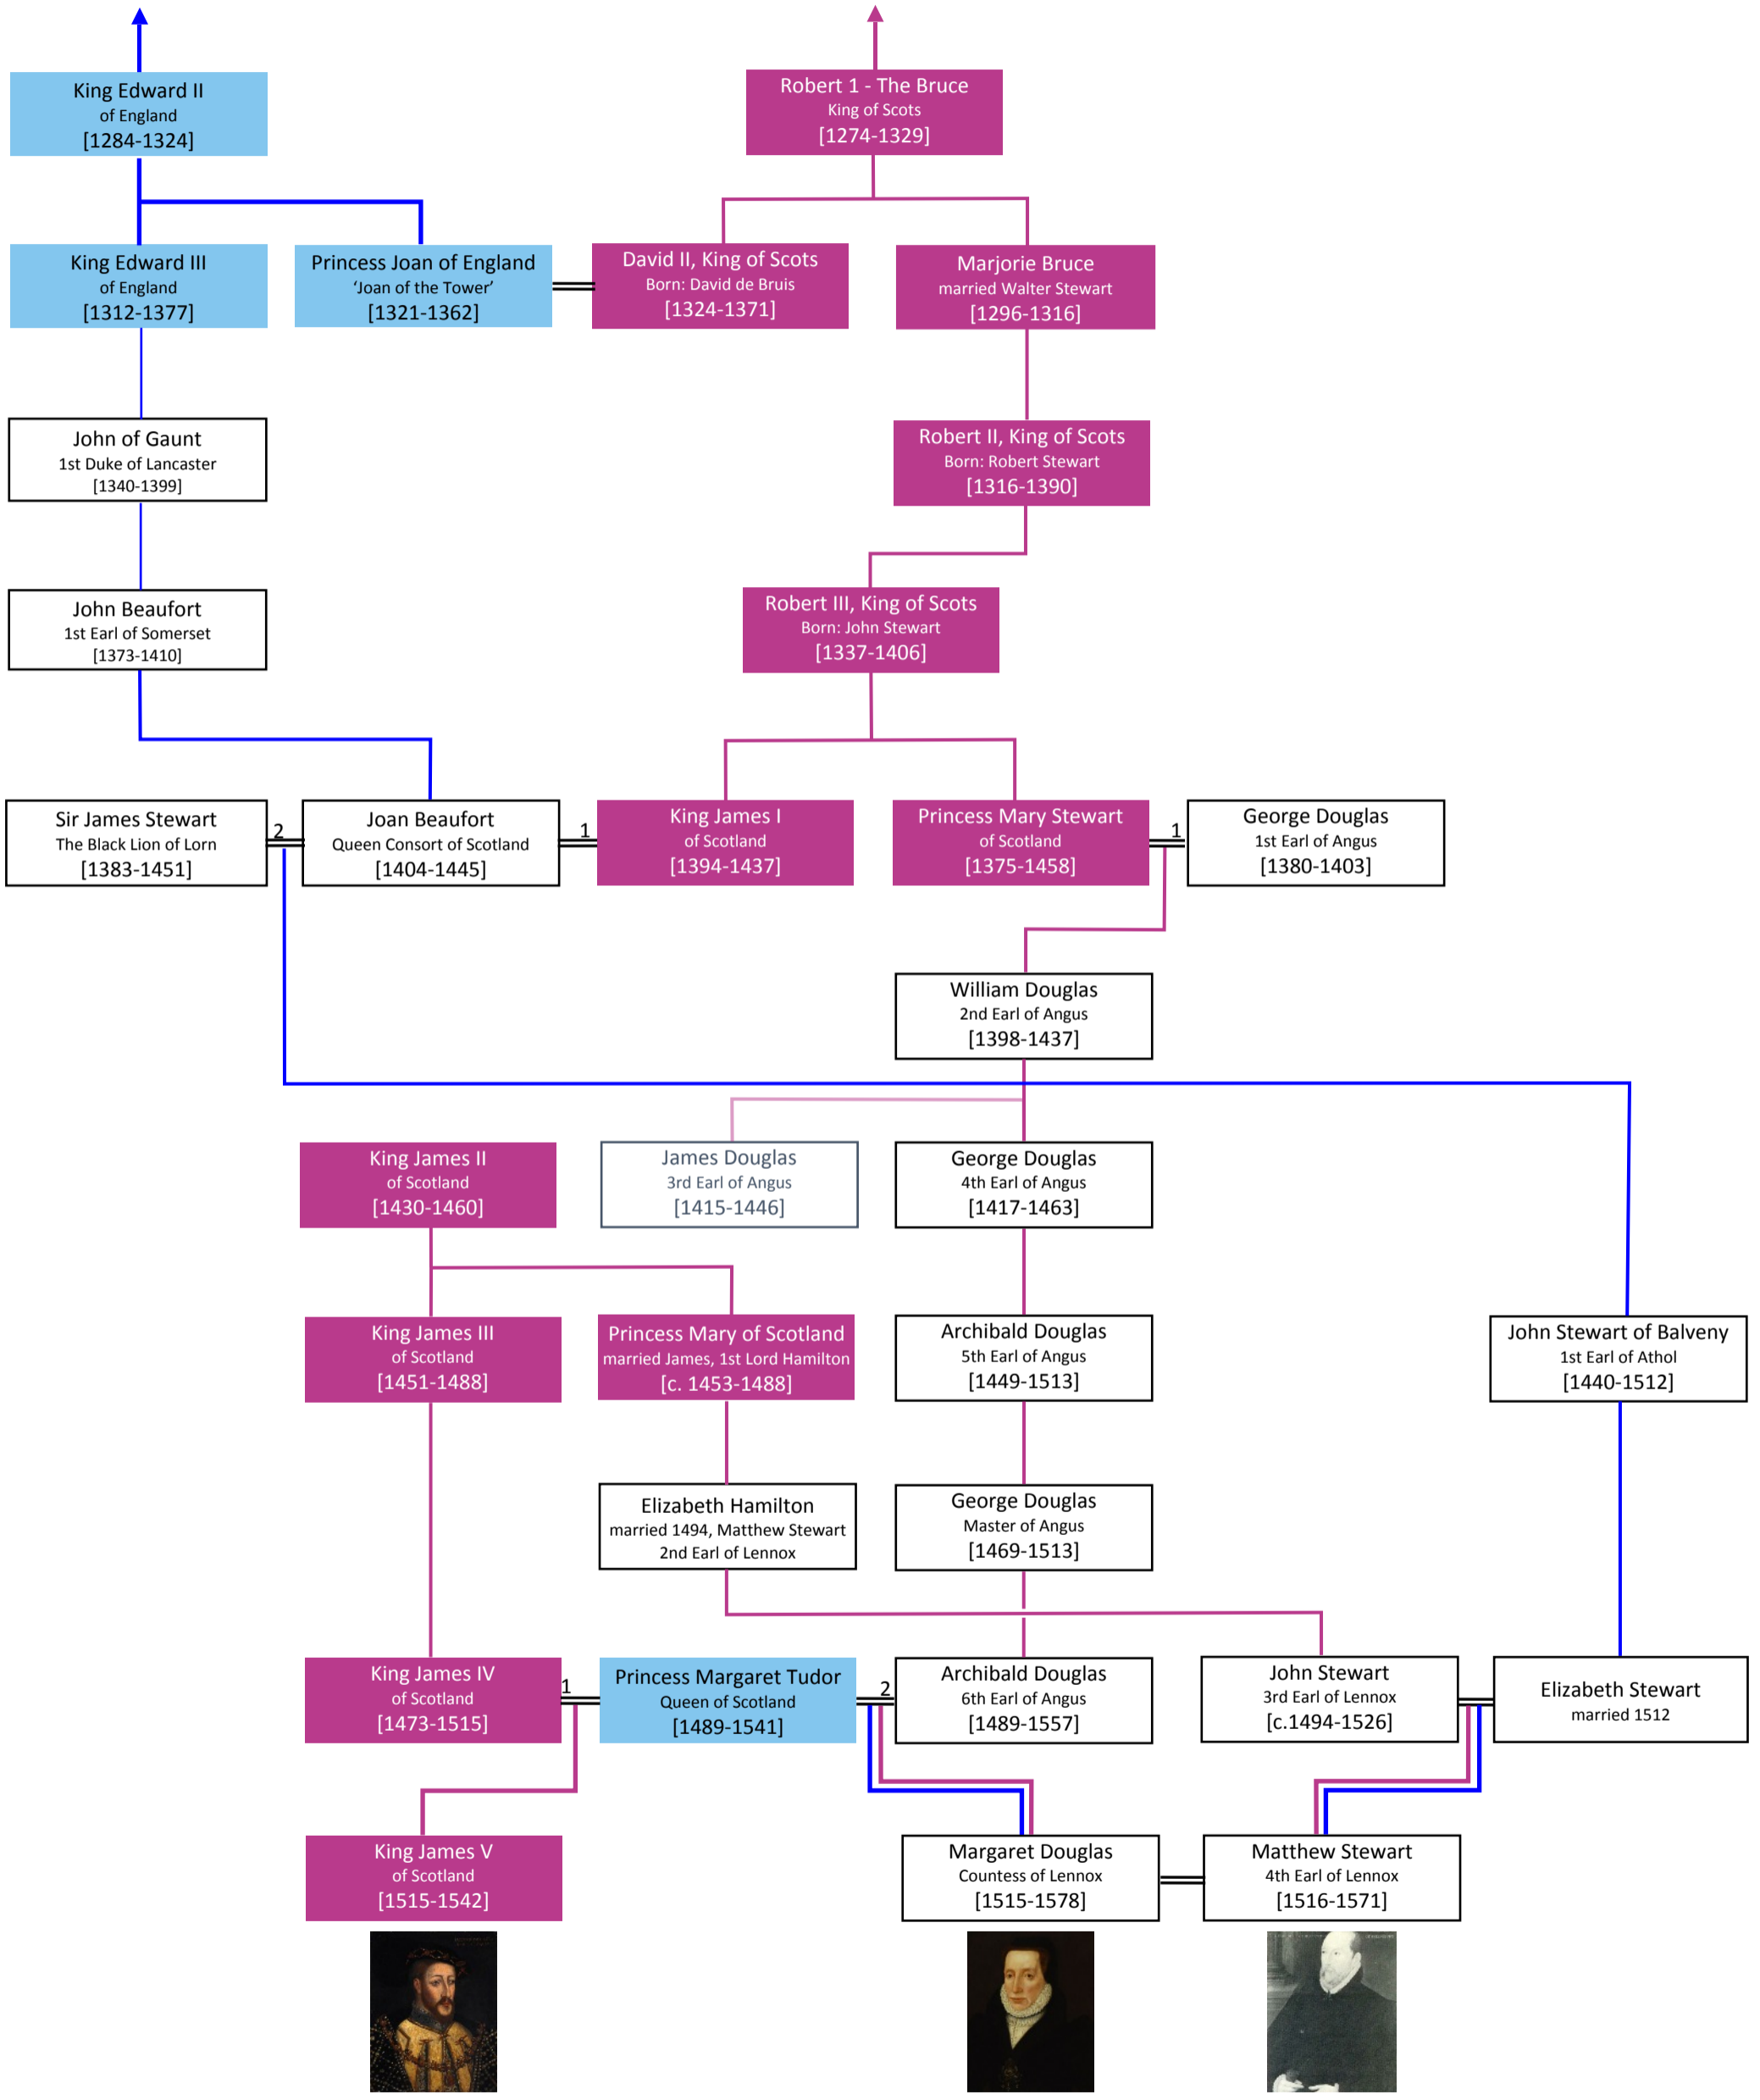 King Edward II
of England
[1284-1324]
Robert 1 - The Bruce
King of Scots
[1274-1329]
King Edward III
of England
[1312-1377]
Princess Joan of England
‘Joan of the Tower’
[1321-1362]
David II, King of Scots
Born: David de Bruis
[1324-1371]
Marjorie Bruce
married Walter Stewart
[1296-1316]
John of Gaunt
1st Duke of Lancaster
[1340-1399]
Robert II, King of Scots
Born: Robert Stewart
[1316-1390]
John Beaufort
1st Earl of Somerset
[1373-1410]
Robert III, King of Scots
Born: John Stewart
[1337-1406]
Sir James Stewart
The Black Lion of Lorn
[1383-1451]
2
Joan Beaufort
Queen Consort of Scotland
[1404-1445]
1
King James I
of Scotland
[1394-1437]
Princess Mary Stewart
of Scotland
[1375-1458]
1
George Douglas
1st Earl of Angus
[1380-1403]
William Douglas
2nd Earl of Angus
[1398-1437]
King James II
of Scotland
[1430-1460]
James Douglas
3rd Earl of Angus
[1415-1446]
George Douglas
4th Earl of Angus
[1417-1463]
King James III
of Scotland
[1451-1488]
Princess Mary of Scotland
married James, 1st Lord Hamilton
[c. 1453-1488]
Archibald Douglas
5th Earl of Angus
[1449-1513]
John Stewart of Balveny
1st Earl of Athol
[1440-1512]
Elizabeth Hamilton
married 1494, Matthew Stewart
2nd Earl of Lennox
George Douglas
Master of Angus
[1469-1513]
King James IV
of Scotland
[1473-1515]
1
Princess Margaret Tudor
Queen of Scotland
[1489-1541]
2
Archibald Douglas
6th Earl of Angus
[1489-1557]
John Stewart
3rd Earl of Lennox
[c.1494-1526]
Elizabeth Stewart
married 1512
King James V
of Scotland
[1515-1542]
Margaret Douglas
Countess of Lennox
[1515-1578]
Matthew Stewart
4th Earl of Lennox
[1516-1571]